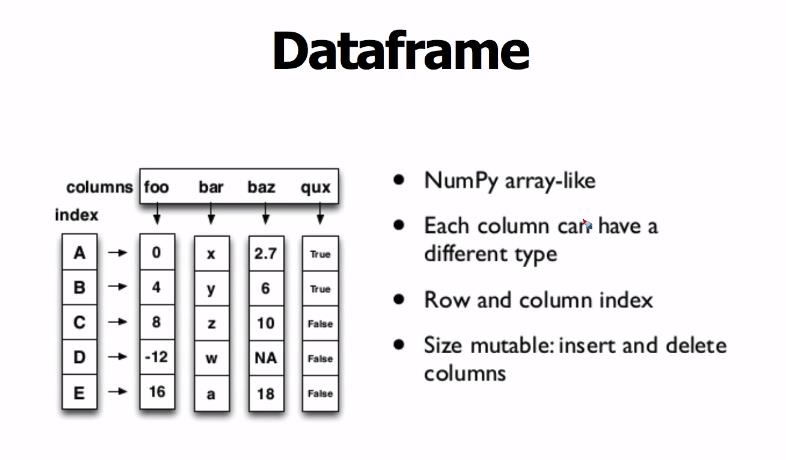 Dataframe
columns foo bar baz qux
index
A 0 x 2.7 True
B 4 y 6 True
C 8 z 10 False
D -12 w NA False
E 16 a 18 False
• NumPy array-like
• Each column can have a
different type
• Row and column index
• Size mutable: insert and delete
columns